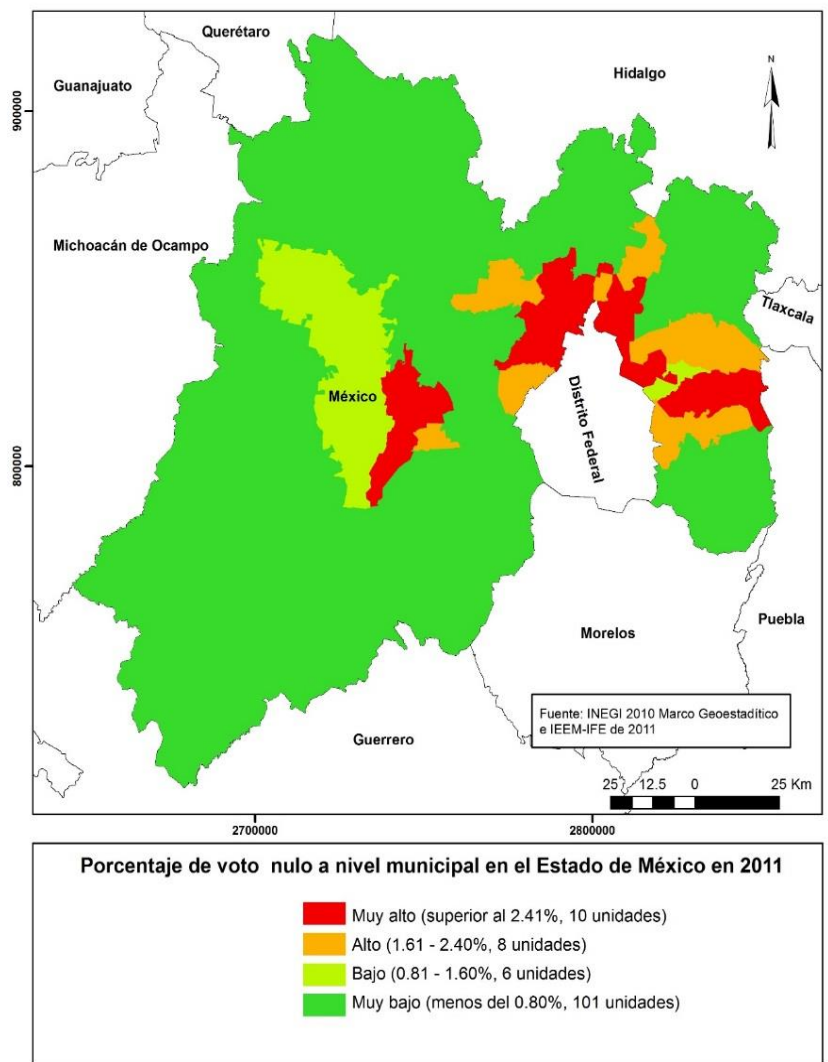 Querétaro
Guanajuato
Hidalgo
N
900000
Michoacán de Ocampo
Tlaxcala
México
Distrito Federal
800000
Morelos
Puebla
Fuente: INEGI 2010 Marco Geoestadítico
e IEEM-IFE de 2011
Guerrero
25 12.5 0 25 Km
2700000 2800000
Porcentaje de voto nulo a nivel municipal en el Estado de México en 2011
Muy alto (superior al 2.41%, 10 unidades)
Alto (1.61 - 2.40%, 8 unidades)
Bajo (0.81 - 1.60%, 6 unidades)
Muy bajo (menos del 0.80%, 101 unidades)